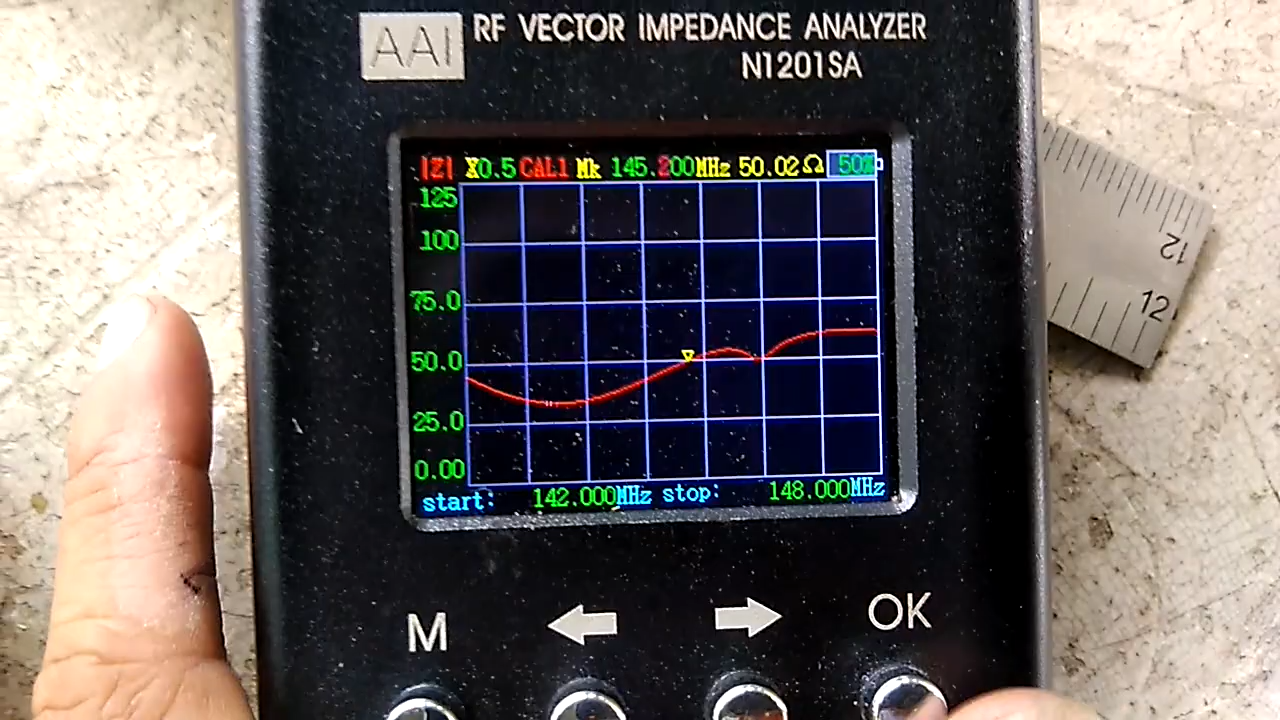 AAI RF VECTOR IMPEDANCE ANALYZER
N1201SA
|Z| X0.5 CAL1 Mk 145.200MHz 50.02Ω 50%
125
100
75.0
50.0
25.0
0.00
start: 142.000MHz stop: 148.000MHz
M ← → OK
12
12